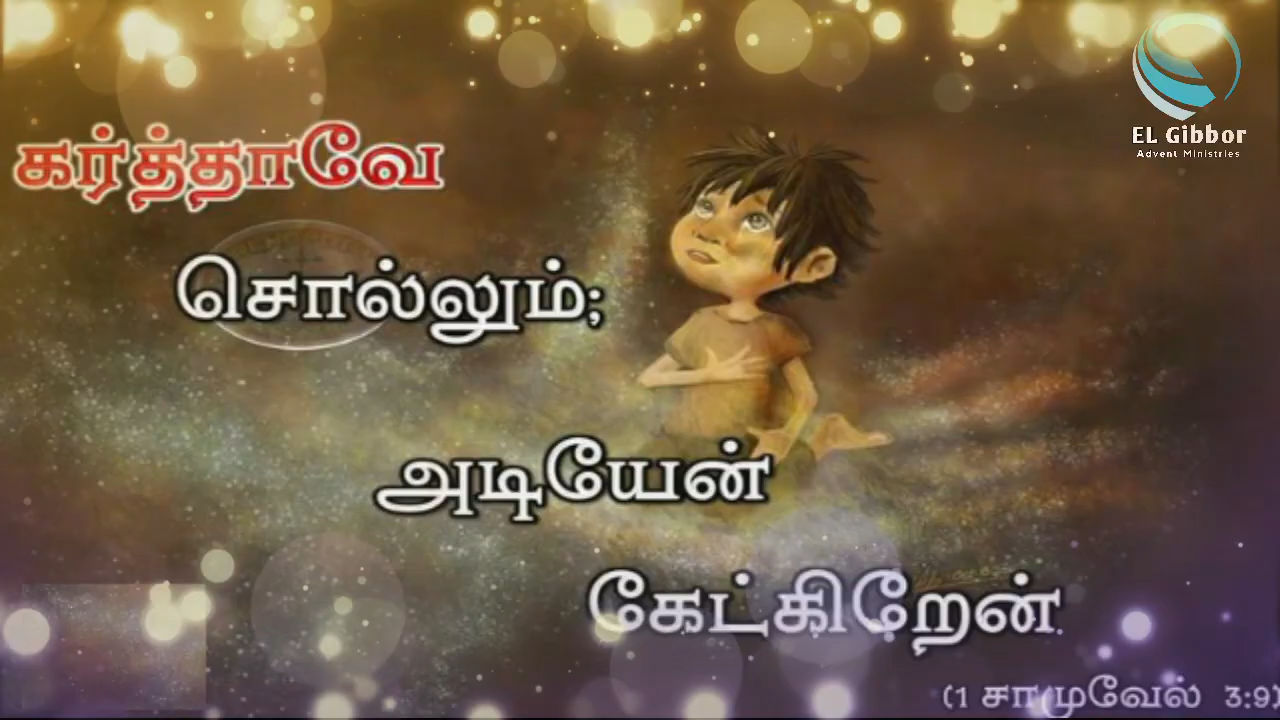 EL Gibbor
Advent Ministries
கர்த்தாவே
சொல்லும்;
அடியேன்
கேட்கிறேன்
(1 சாமுவேல் 3:9)